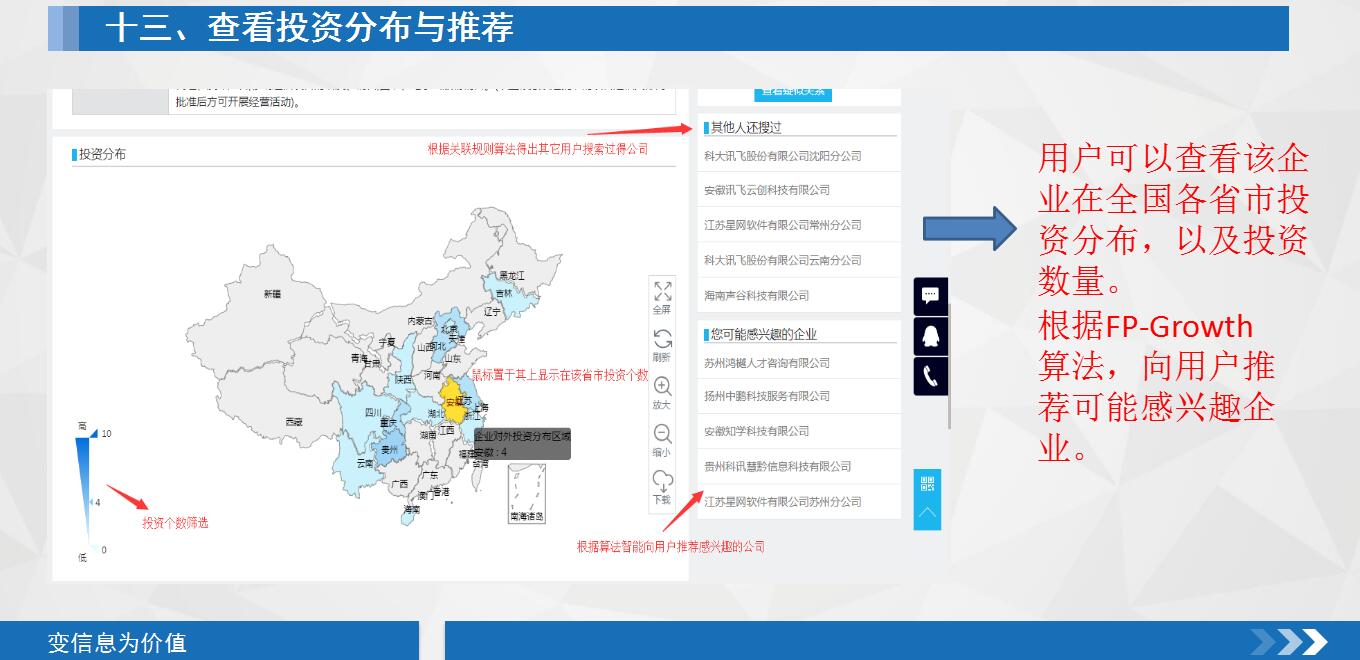 十三、查看投资分布与推荐
批准后方可开展经营活动)。
查看疑似关系
投资分布
根据关联规则算法得出其它用户搜索过得公司
其他人还搜过
科大讯飞股份有限公司沈阳分公司
安徽讯飞云创科技有限公司
江苏星网软件有限公司常州分公司
科大讯飞股份有限公司云南分公司
海南声谷科技有限公司
您可能感兴趣的企业
苏州鸿樾人才咨询有限公司
扬州中鹏科技服务有限公司
安徽知学科技有限公司
贵州科讯慧黔信息科技有限公司
江苏星网软件有限公司苏州分公司
黑龙江
吉林
辽宁
新疆
内蒙古
北京
天津
河北
山西
宁夏
青海
甘肃
山东
陕西
河南
鼠标置于其上显示在该省市投资个数
安徽
江苏
上海
浙江
西藏
四川
重庆
湖北
湖南
江西
贵州
云南
福建
台湾
广西
广东
香港
澳门
海南
南海诸岛
企业对外投资分布区域
安徽 : 4
全屏
刷新
放大
缩小
下载
高
10
4
0
低
投资个数筛选
根据算法智能向用户推荐感兴趣的公司
用户可以查看该企
业在全国各省市投
资分布，以及投资
数量。
根据FP-Growth
算法，向用户推
荐可能感兴趣企
业。
变信息为价值